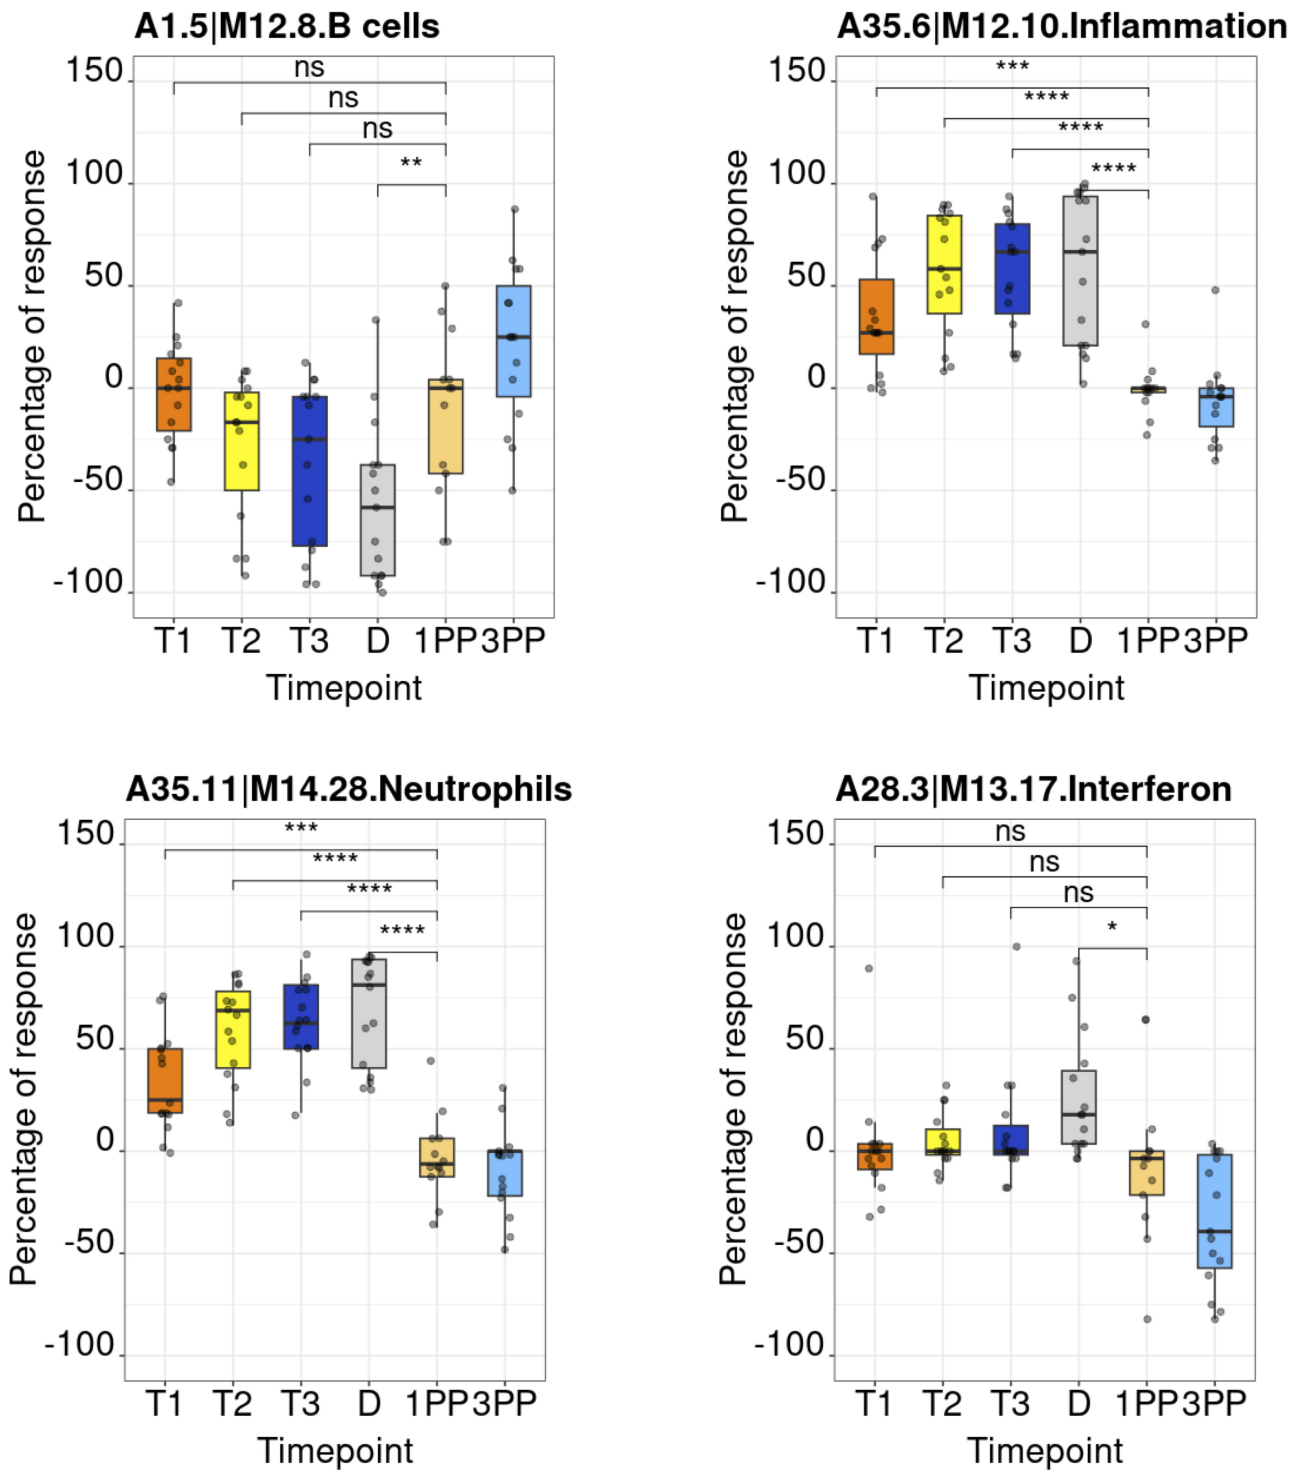 A1.5|M12.8.B cells
150
100
50
0
-50
-100
Percentage of response
ns
ns
ns
**
T1 T2 T3 D 1PP 3PP
Timepoint
A35.6|M12.10.Inflammation
150
100
50
0
-50
-100
Percentage of response
***
****
****
****
T1 T2 T3 D 1PP 3PP
Timepoint
A35.11|M14.28.Neutrophils
150
100
50
0
-50
-100
Percentage of response
***
****
****
****
T1 T2 T3 D 1PP 3PP
Timepoint
A28.3|M13.17.Interferon
150
100
50
0
-50
-100
Percentage of response
ns
ns
ns
*
T1 T2 T3 D 1PP 3PP
Timepoint